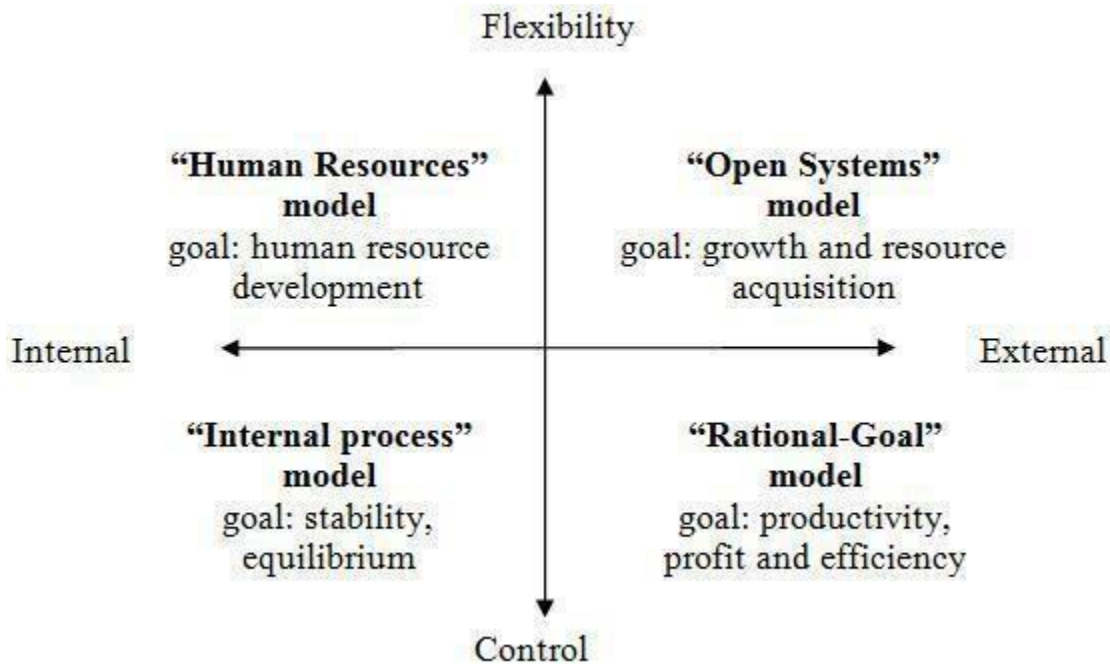 Flexibility
“Human Resources”
model
goal: human resource
development
“Open Systems”
model
goal: growth and resource
acquisition
Internal
External
“Internal process”
model
goal: stability,
equilibrium
“Rational-Goal”
model
goal: productivity,
profit and efficiency
Control